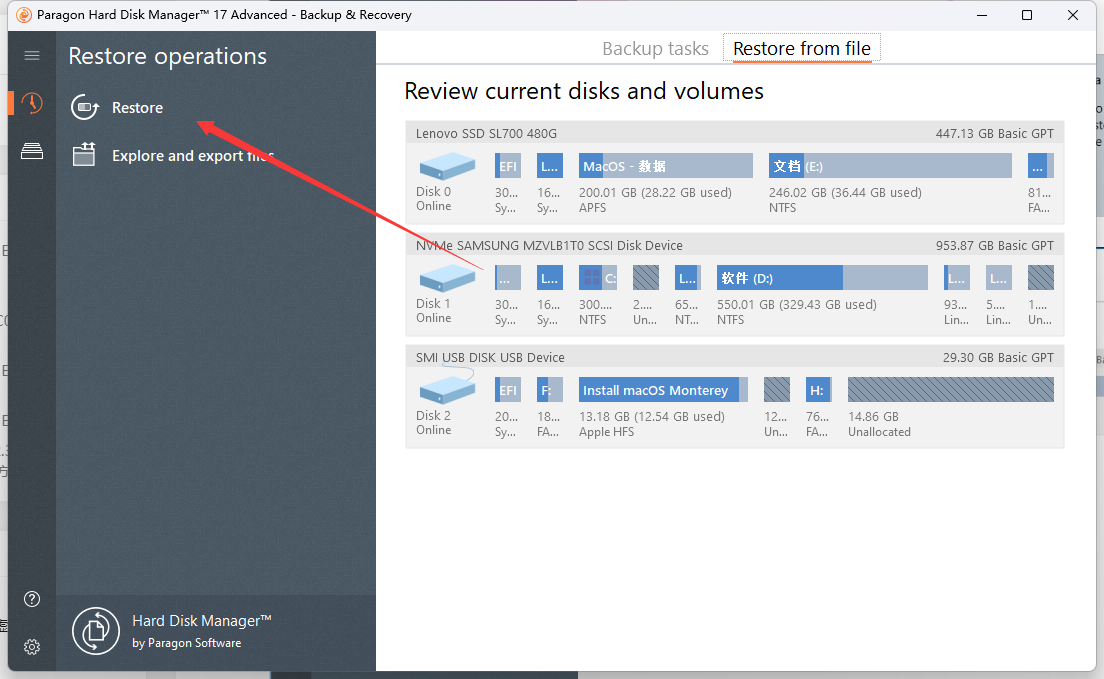 Paragon Hard Disk Manager™ 17 Advanced - Backup & Recovery
Restore operations
Restore
Explore and export files
Hard Disk Manager™
by Paragon Software
Backup tasks
Restore from file
Review current disks and volumes
Lenovo SSD SL700 480G
447.13 GB Basic GPT
Disk 0
Online
EFI
L...
MacOS - 数据
文档 (E:)
...
30...
16...
200.01 GB (28.22 GB used)
246.02 GB (36.44 GB used)
81...
Sy...
Sy...
APFS
NTFS
FA...
NVMe SAMSUNG MZVLB1T0 SCSI Disk Device
953.87 GB Basic GPT
Disk 1
Online
...
L...
C:
L...
软件 (D:)
L...
L...
30...
16...
300....
2....
65...
550.01 GB (329.43 GB used)
93...
5....
1....
Sy...
Sy...
NTFS
Un...
NT...
NTFS
Lin...
Lin...
Un...
SMI USB DISK USB Device
29.30 GB Basic GPT
Disk 2
Online
EFI
F:
Install macOS Monterey
H:
20...
18...
13.18 GB (12.54 GB used)
12...
76...
14.86 GB
Sy...
FA...
Apple HFS
Un...
FA...
Unallocated